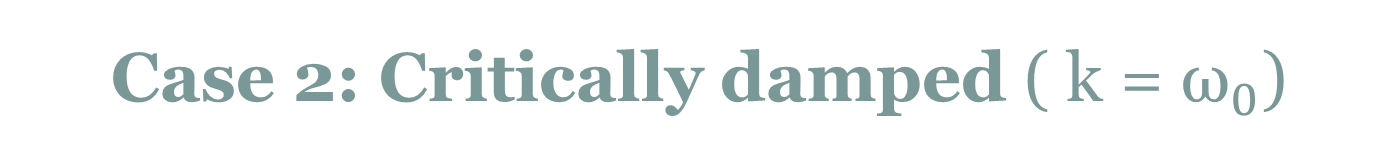 Case 2: Critically damped ( k = ω₀)